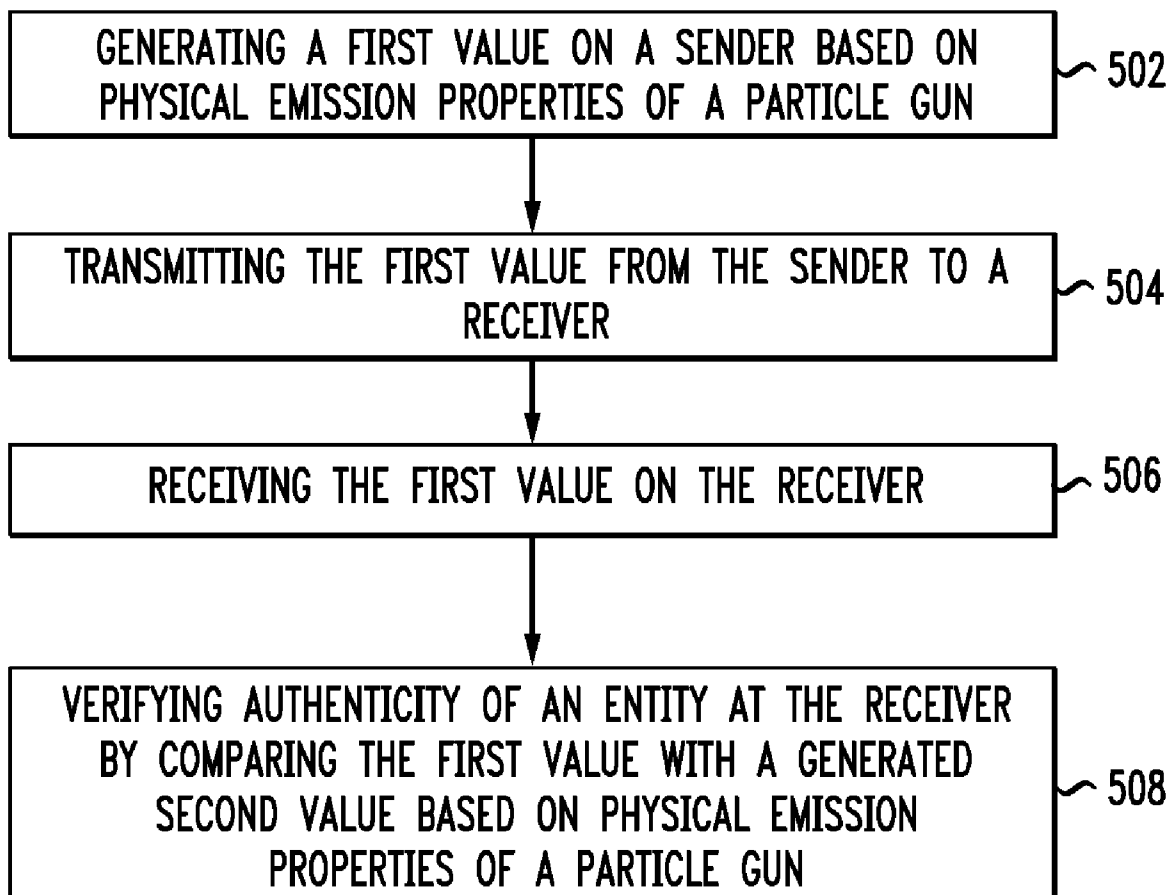 GENERATING A FIRST VALUE ON A SENDER BASED ON
PHYSICAL EMISSION PROPERTIES OF A PARTICLE GUN
502
TRANSMITTING THE FIRST VALUE FROM THE SENDER TO A
RECEIVER
504
RECEIVING THE FIRST VALUE ON THE RECEIVER
506
VERIFYING AUTHENTICITY OF AN ENTITY AT THE RECEIVER
BY COMPARING THE FIRST VALUE WITH A GENERATED
SECOND VALUE BASED ON PHYSICAL EMISSION
PROPERTIES OF A PARTICLE GUN
508